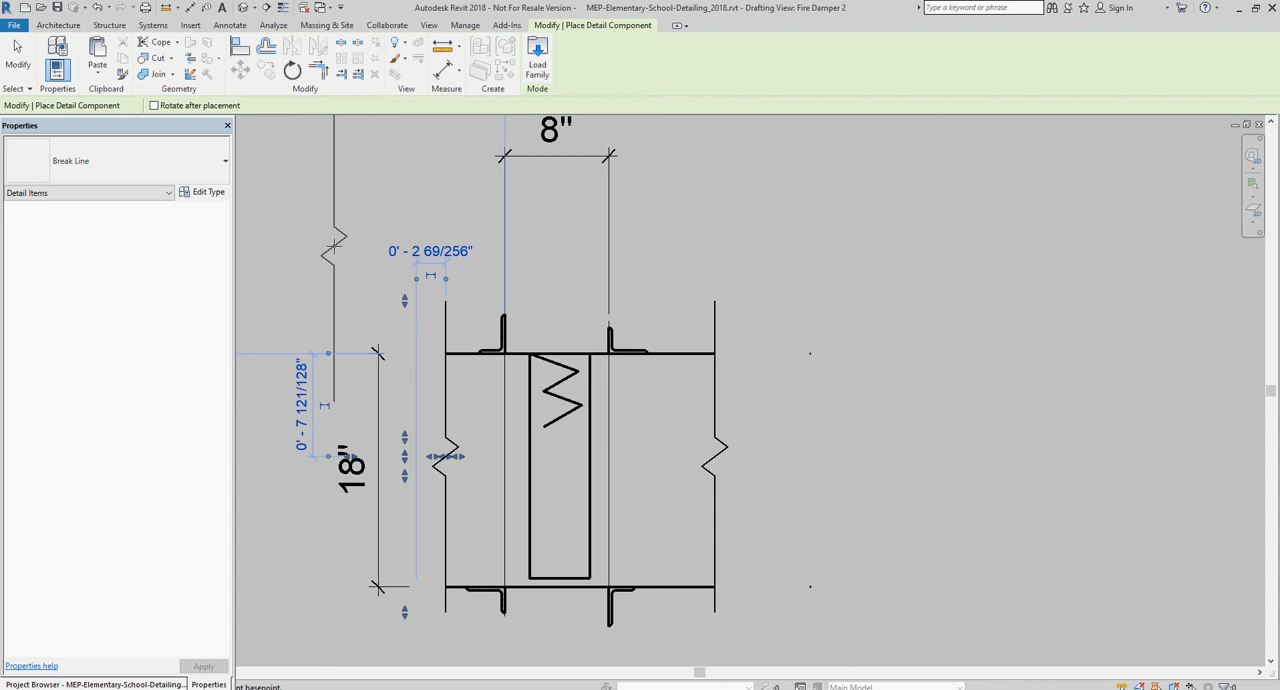 Autodesk Revit 2018 - Not For Resale Version - MEP-Elementary-School-Detailing_2018.rvt - Drafting View: Fire Damper 2
Type a keyword or phrase
Sign In
File Architecture Structure Systems Insert Annotate Analyze Massing & Site Collaborate View Manage Add-Ins Modify | Place Detail Component
Modify
Paste
Cope
Cut
Join
Load
Family
Select Properties Clipboard Geometry Modify View Measure Create Mode
Modify | Place Detail Component Rotate after placement
Properties
Break Line
Detail Items Edit Type
8"
0' - 2 69/256"
0' - 7 121/128"
18"
Properties help Apply
Project Browser - MEP-Elementary-School-Detailing... Properties
nt basepoint.
:0
Main Model
:0